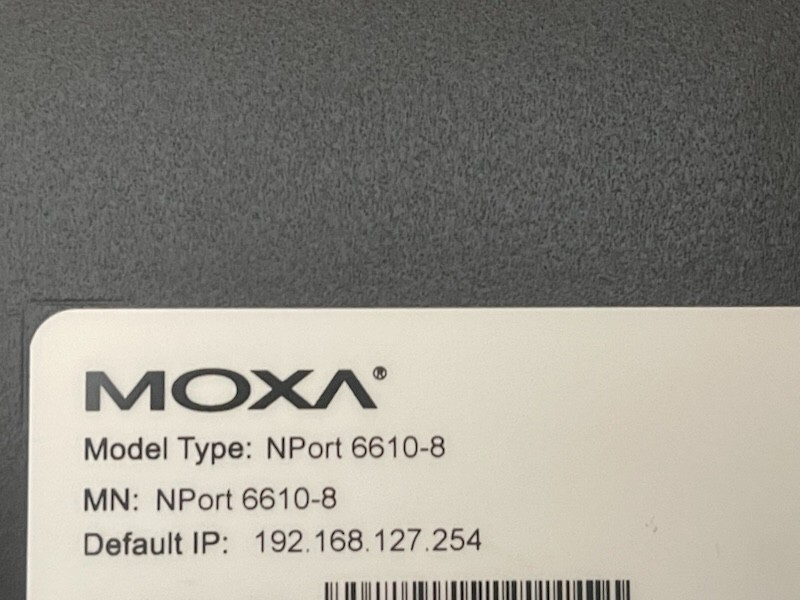 MOXA®
Model Type: NPort 6610-8
MN: NPort 6610-8
Default IP: 192.168.127.254